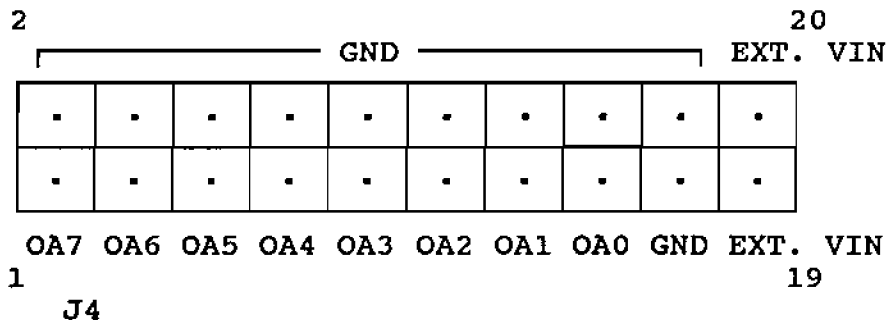 2 20
GND EXT. VIN
OA7 OA6 OA5 OA4 OA3 OA2 OA1 OA0 GND EXT. VIN
1 19
J4